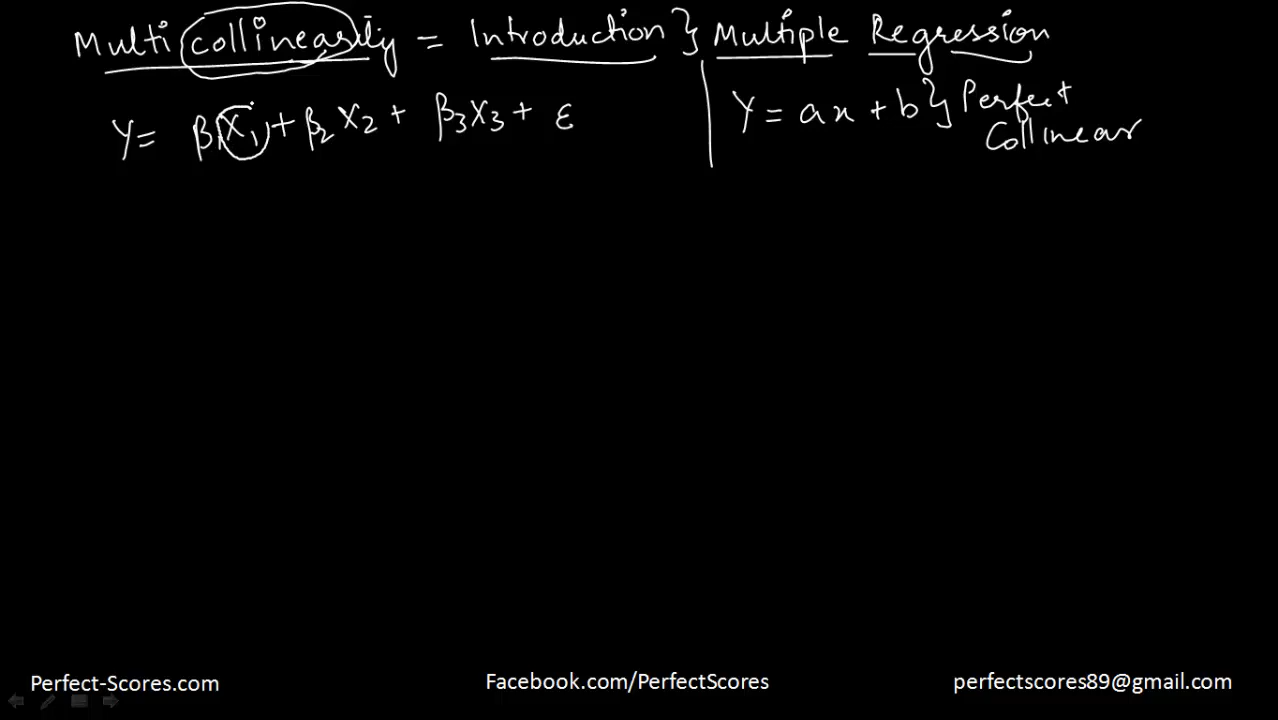 Multicollinearity = Introduction } Multiple Regression
Y = β1X1 + β2X2 + β3X3 + ε
Y = ax + b } Perfect
Collinear
Perfect-Scores.com
Facebook.com/PerfectScores
perfectscores89@gmail.com